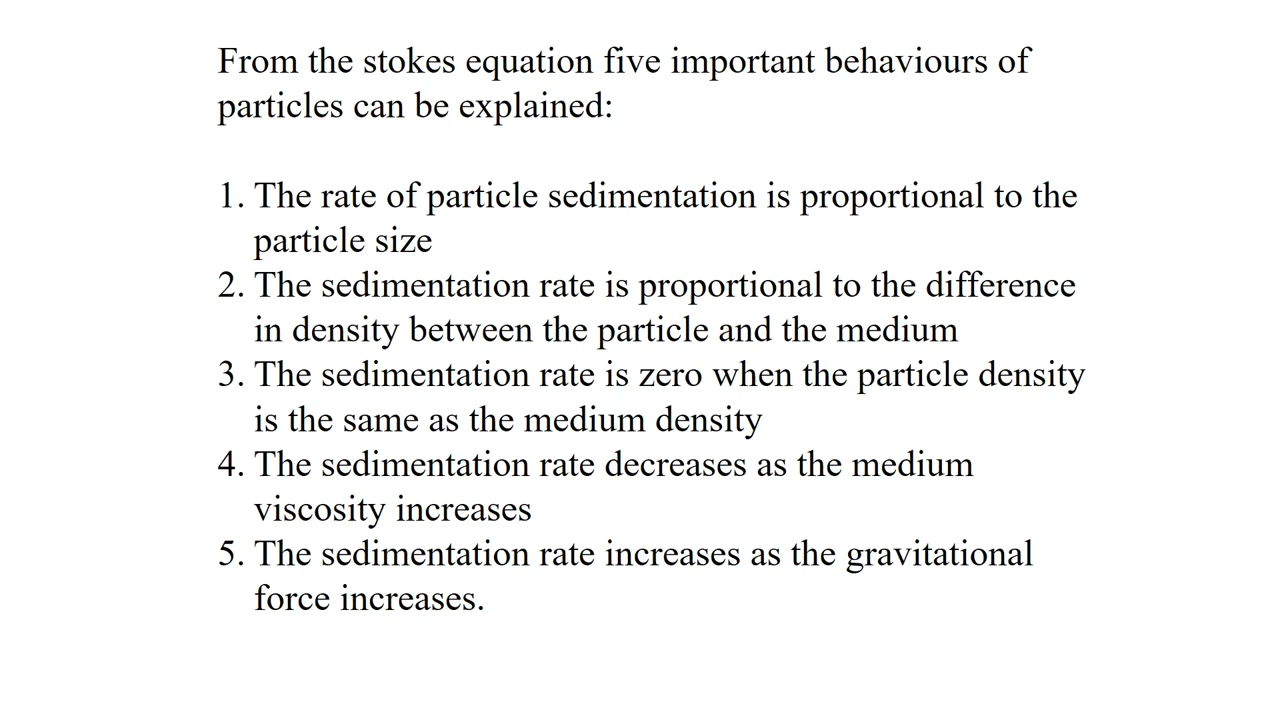 From the stokes equation five important behaviours of
particles can be explained:
1. The rate of particle sedimentation is proportional to the
particle size
2. The sedimentation rate is proportional to the difference
in density between the particle and the medium
3. The sedimentation rate is zero when the particle density
is the same as the medium density
4. The sedimentation rate decreases as the medium
viscosity increases
5. The sedimentation rate increases as the gravitational
force increases.